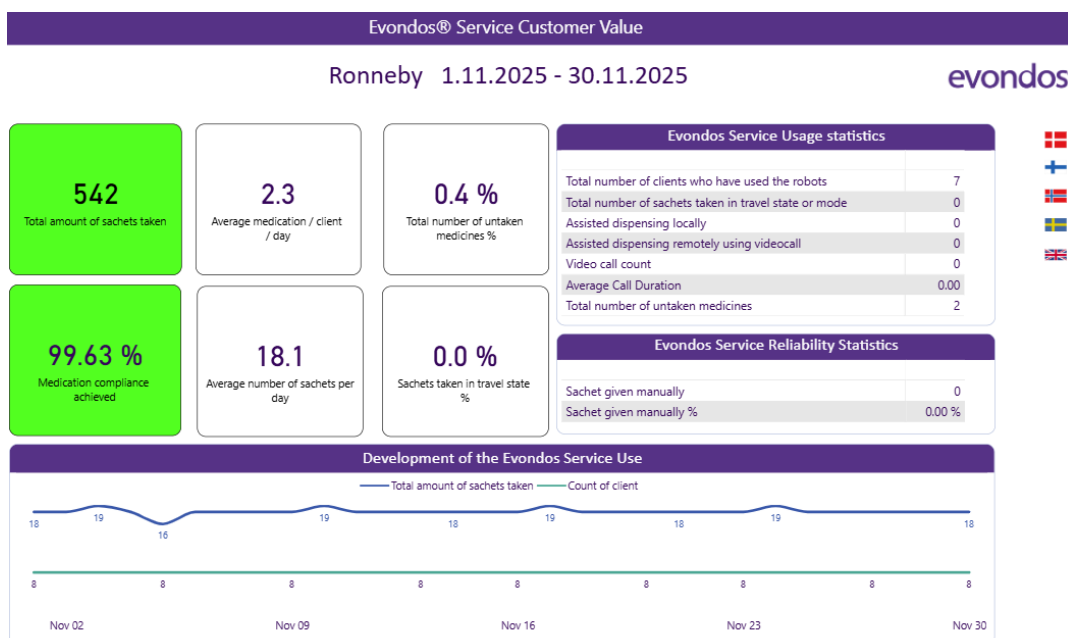 Evondos® Service Customer Value
Ronneby 1.11.2025 - 30.11.2025
evondos
542
Total amount of sachets taken
2.3
Average medication / client
/ day
0.4 %
Total number of untaken
medicines %
99.63 %
Medication compliance
achieved
18.1
Average number of sachets per
day
0.0 %
Sachets taken in travel state
%
Evondos Service Usage statistics
Total number of clients who have used the robots 7
Total number of sachets taken in travel state or mode 0
Assisted dispensing locally 0
Assisted dispensing remotely using videocall 0
Video call count 0
Average Call Duration 0.00
Total number of untaken medicines 2
Evondos Service Reliability Statistics
Sachet given manually 0
Sachet given manually % 0.00 %
Development of the Evondos Service Use
Total amount of sachets taken Count of client
18 19 16 19 18 19 18 19 18
8 8 8 8 8 8 8 8 8
Nov 02 Nov 09 Nov 16 Nov 23 Nov 30